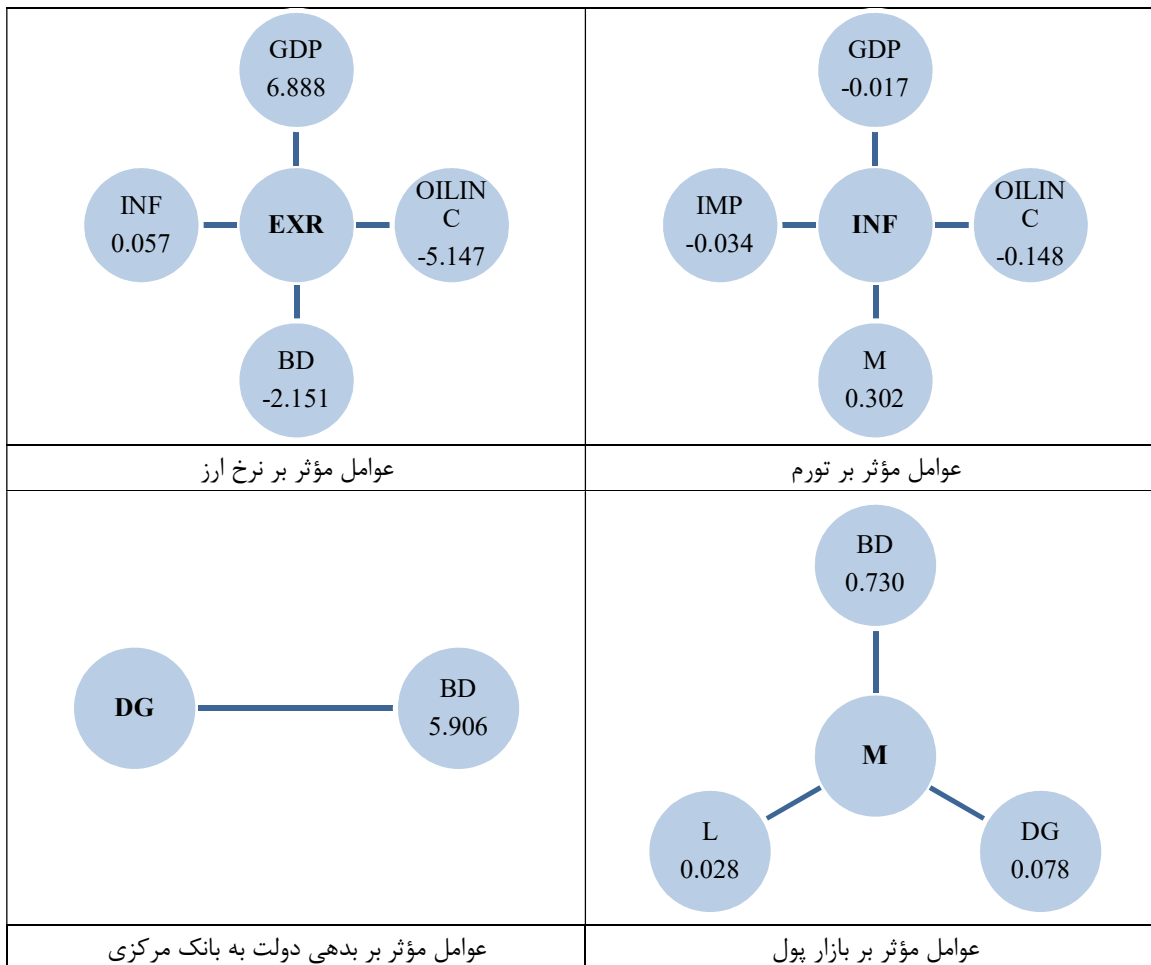 GDP
6.888
INF
0.057
EXR
OILIN
C
-5.147
BD
-2.151
GDP
-0.017
IMP
-0.034
INF
OILIN
C
-0.148
M
0.302
عوامل مؤثر بر نرخ ارز
عوامل مؤثر بر تورم
DG
BD
5.906
BD
0.730
M
L
0.028
DG
0.078
عوامل مؤثر بر بدهی دولت به بانک مرکزی
عوامل مؤثر بر بازار پول